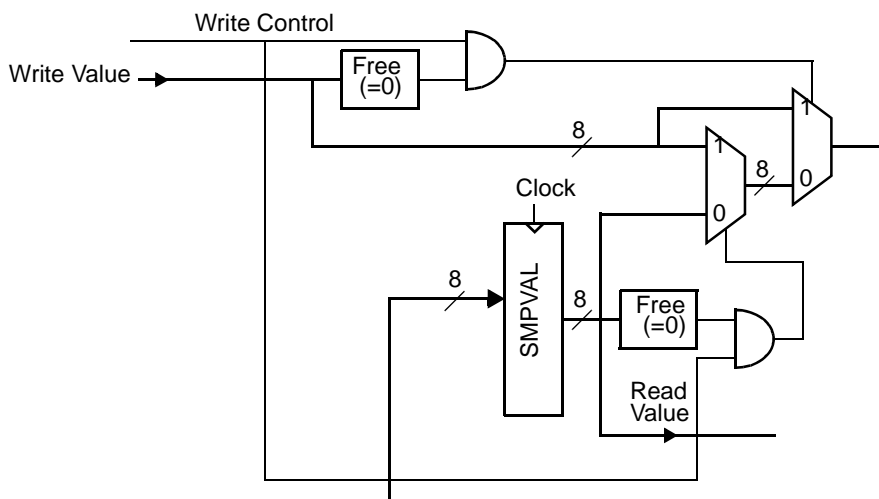 Write Control
Write Value
Free
(=0)
8
1
1
8
0
0
Clock
8
SMPVAL
8
Free
(=0)
Read
Value